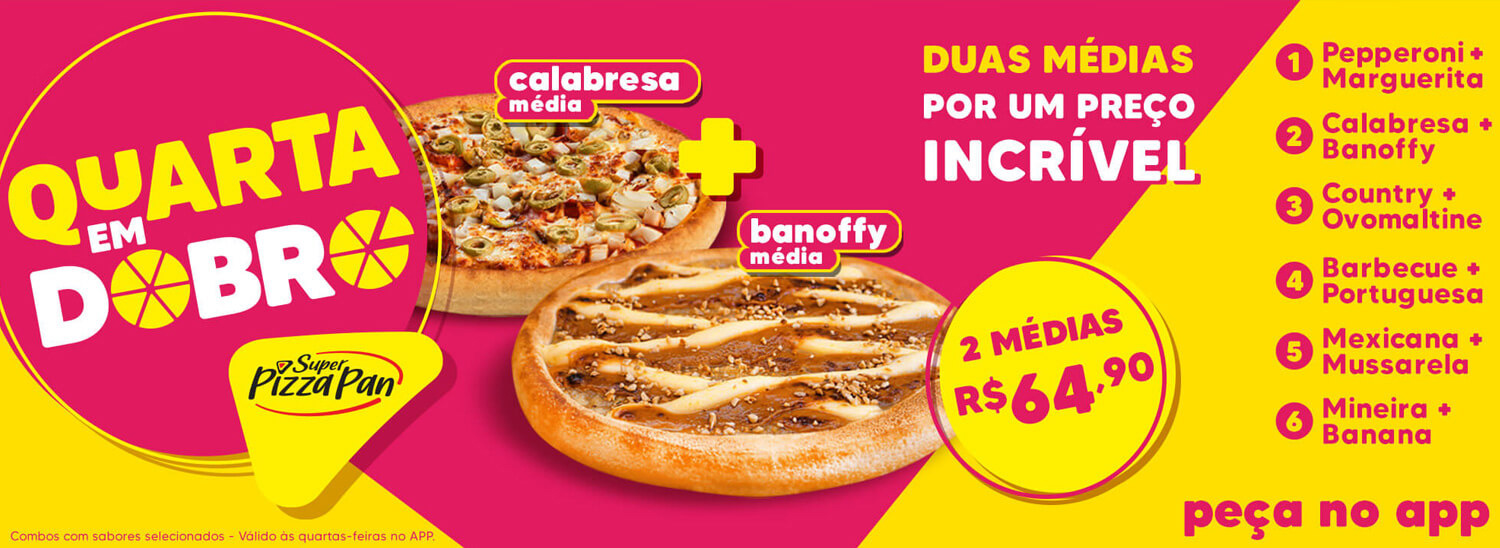 QUARTA
EM
DOBRO
Super
PizzaPan
calabresa
média
banoffy
média
DUAS MÉDIAS
POR UM PREÇO
INCRÍVEL
2 MÉDIAS
R$64,90
1 Pepperoni +
Marguerita
2 Calabresa +
Banoffy
3 Country +
Ovomaltine
4 Barbecue +
Portuguesa
5 Mexicana +
Mussarela
6 Mineira +
Banana
peça no app
Combos com sabores selecionados - Válido às quartas-feiras no APP.